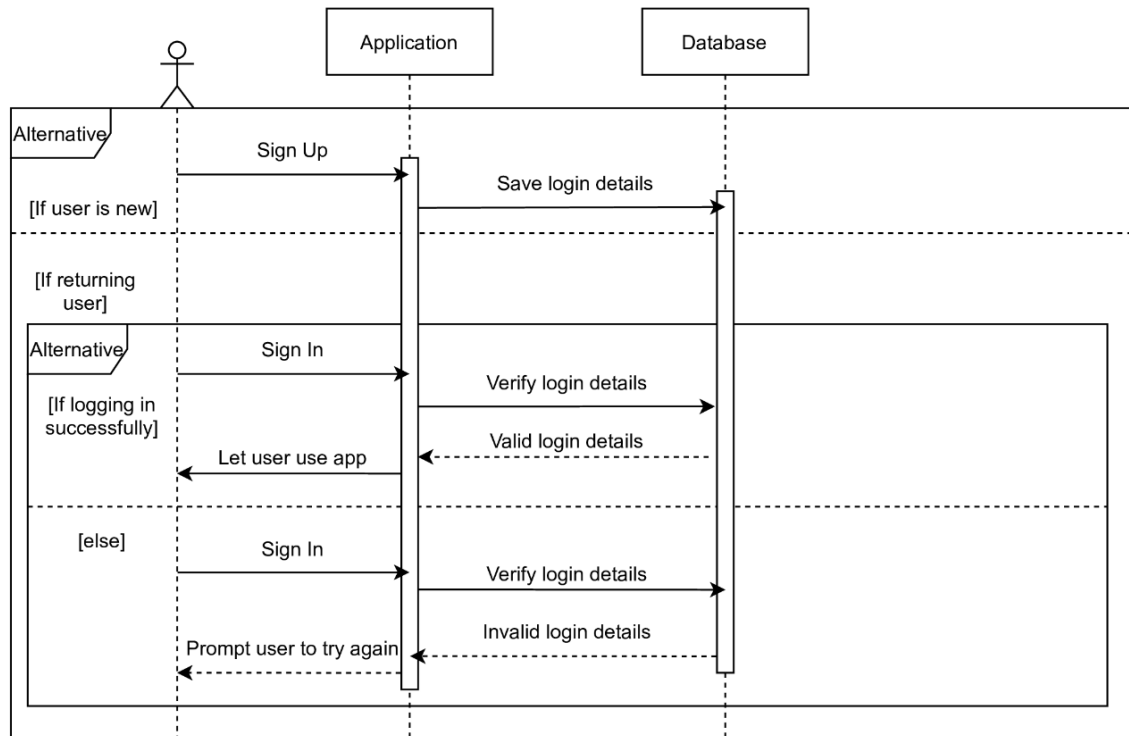 Application
Database
Alternative
Sign Up
Save login details
[If user is new]
[If returning
user]
Alternative
Sign In
Verify login details
[If logging in
successfully]
Valid login details
Let user use app
[else]
Sign In
Verify login details
Invalid login details
Prompt user to try again